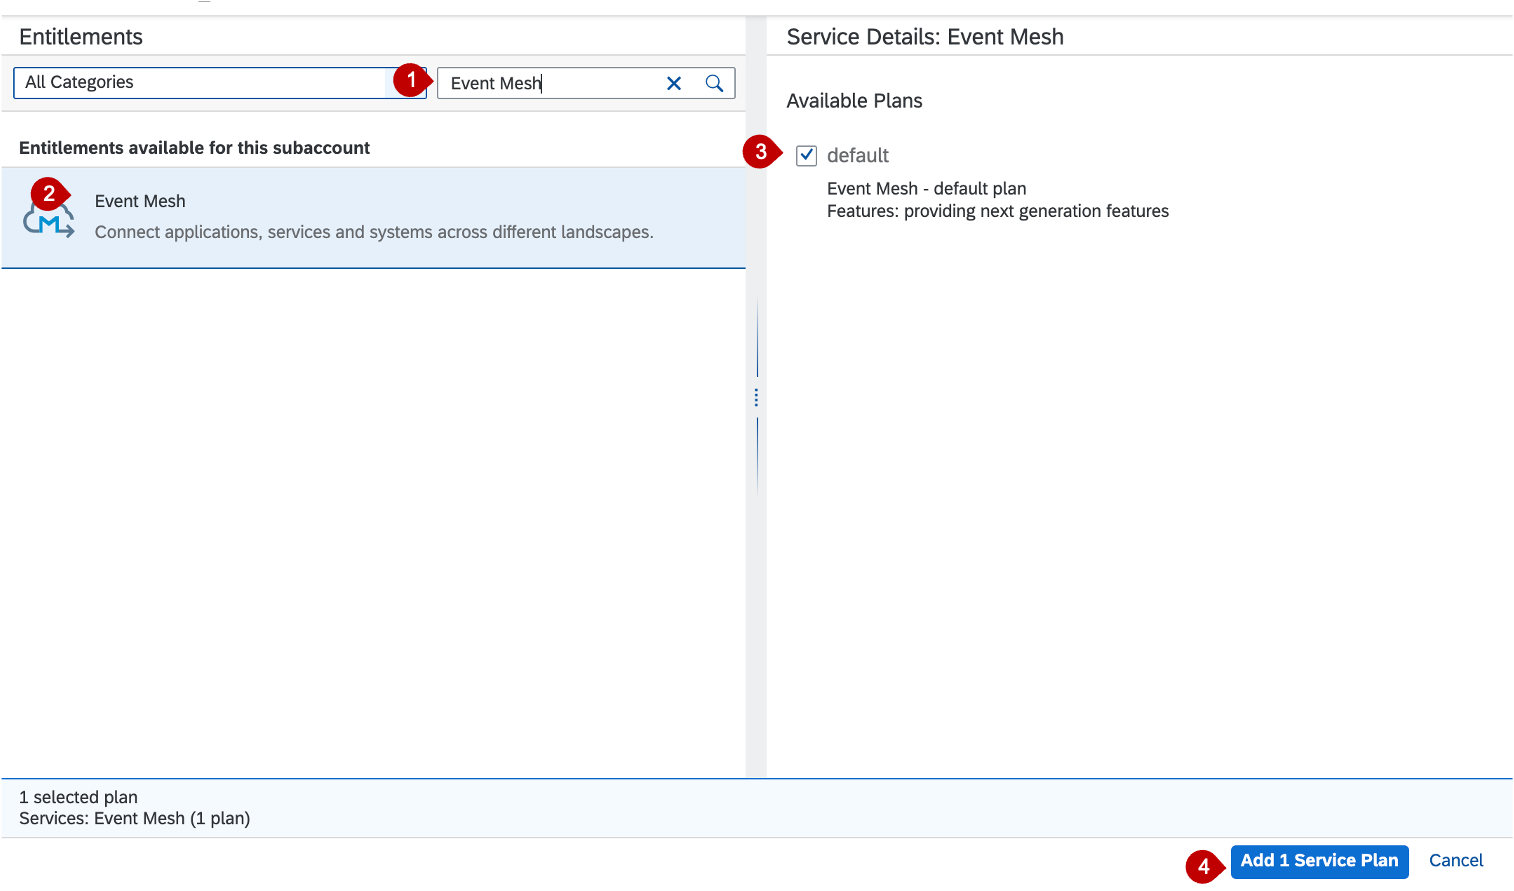 Entitlements
Service Details: Event Mesh
All Categories
1
Event Mesh
Available Plans
Entitlements available for this subaccount
3
default
2
Event Mesh
Event Mesh - default plan
Features: providing next generation features
M
Connect applications, services and systems across different landscapes.
1 selected plan
Services: Event Mesh (1 plan)
4
Add 1 Service Plan
Cancel